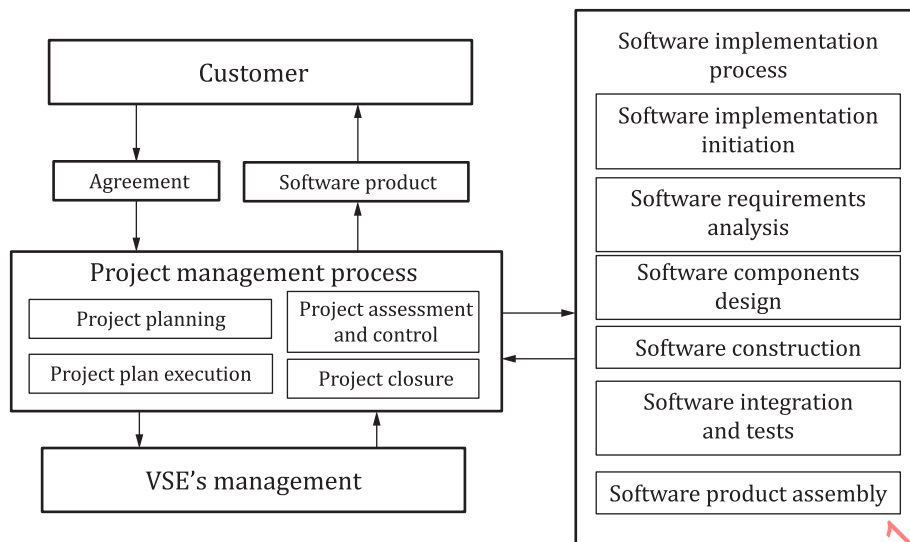 Customer
Agreement
Software product
Project management process
Project planning
Project assessment
and control
Project plan execution
Project closure
VSE’s management
Software implementation
process
Software implementation
initiation
Software requirements
analysis
Software components
design
Software construction
Software integration
and tests
Software product assembly